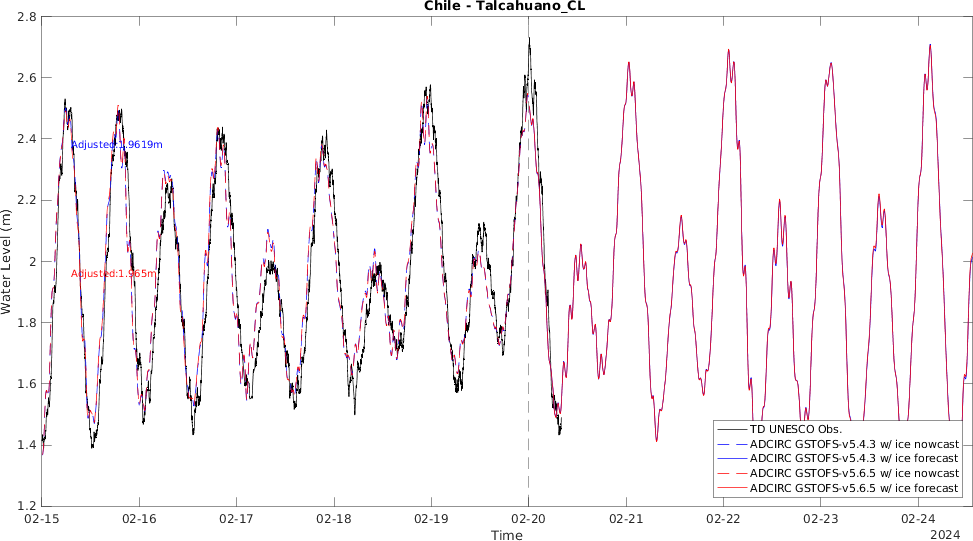 Chile - Talcahuano_CL
2.8
2.6
2.4
2.2
2
1.8
1.6
1.4
1.2
Water Level (m)
Adjusted:1.9619m
Adjusted:1.965m
TD UNESCO Obs.
ADCIRC GSTOFS-v5.4.3 w/ ice nowcast
ADCIRC GSTOFS-v5.4.3 w/ ice forecast
ADCIRC GSTOFS-v5.6.5 w/ ice nowcast
ADCIRC GSTOFS-v5.6.5 w/ ice forecast
02-15 02-16 02-17 02-18 02-19 02-20 02-21 02-22 02-23 02-24
Time
2024